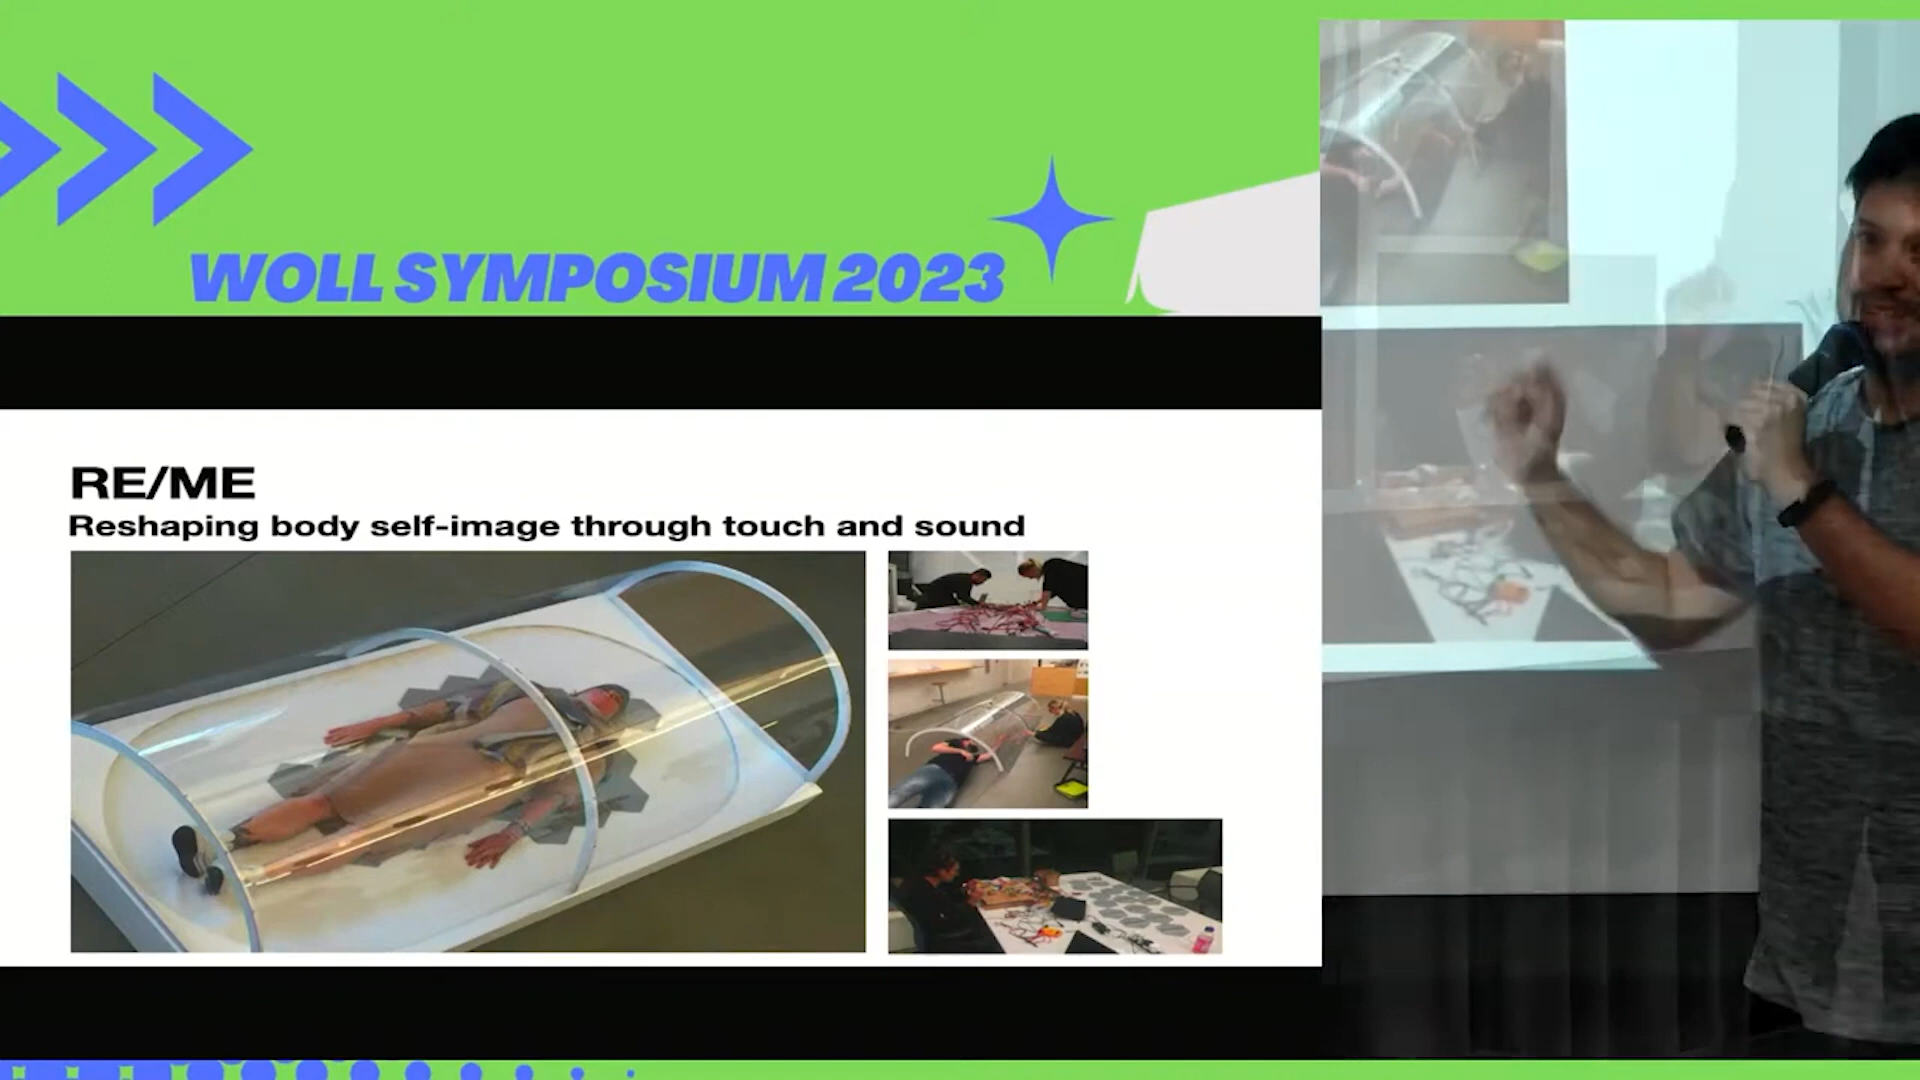 WOLL SYMPOSIUM 2023
RE/ME
Reshaping body self-image through touch and sound